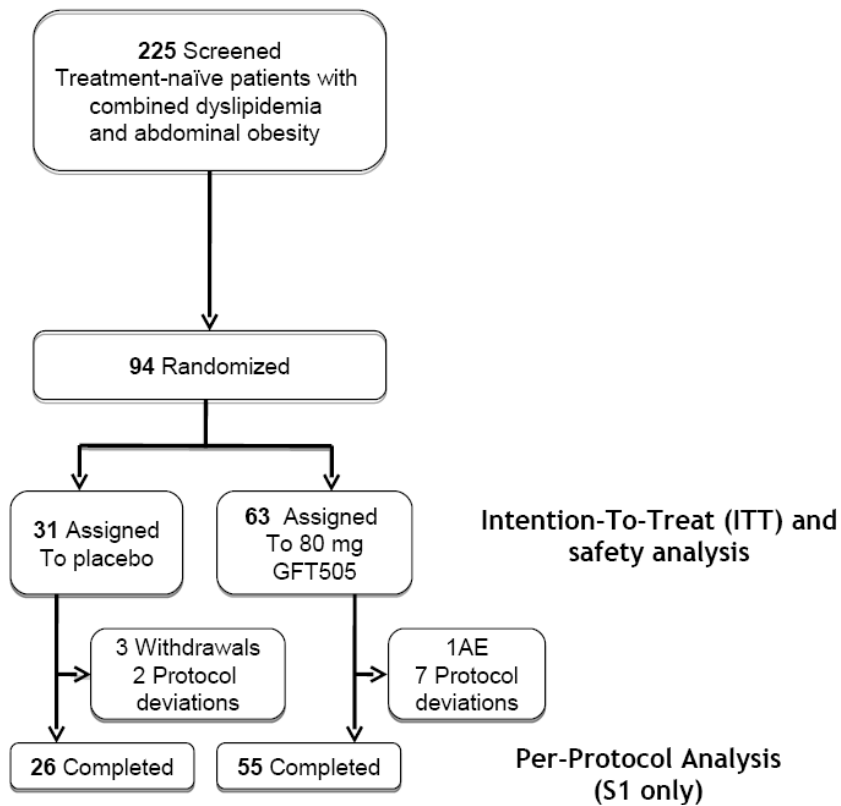 225 Screened
Treatment-naïve patients with
combined dyslipidemia
and abdominal obesity
94 Randomized
31 Assigned
To placebo
63 Assigned
To 80 mg
GFT505
Intention-To-Treat (ITT) and
safety analysis
3 Withdrawals
2 Protocol
deviations
1AE
7 Protocol
deviations
26 Completed
55 Completed
Per-Protocol Analysis
(S1 only)